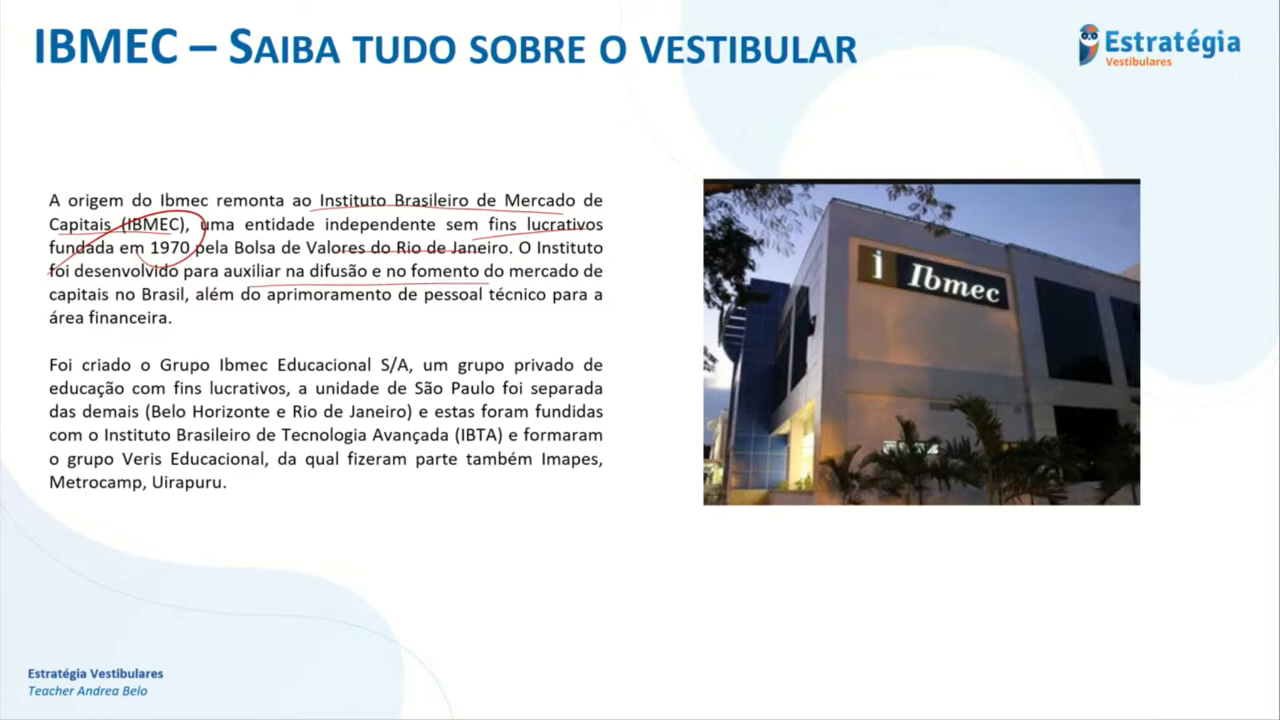 IBMEC – SAIBA TUDO SOBRE O VESTIBULAR
Estratégia
Vestibulares
A origem do Ibmec remonta ao Instituto Brasileiro de Mercado de
Capitais (IBMEC), uma entidade independente sem fins lucrativos
fundada em 1970 pela Bolsa de Valores do Rio de Janeiro. O Instituto
foi desenvolvido para auxiliar na difusão e no fomento do mercado de
capitais no Brasil, além do aprimoramento de pessoal técnico para a
área financeira.
Foi criado o Grupo Ibmec Educacional S/A, um grupo privado de
educação com fins lucrativos, a unidade de São Paulo foi separada
das demais (Belo Horizonte e Rio de Janeiro) e estas foram fundidas
com o Instituto Brasileiro de Tecnologia Avançada (IBTA) e formaram
o grupo Veris Educacional, da qual fizeram parte também Imapes,
Metrocamp, Uirapuru.
Ibmec
Estratégia Vestibulares
Teacher Andrea Belo